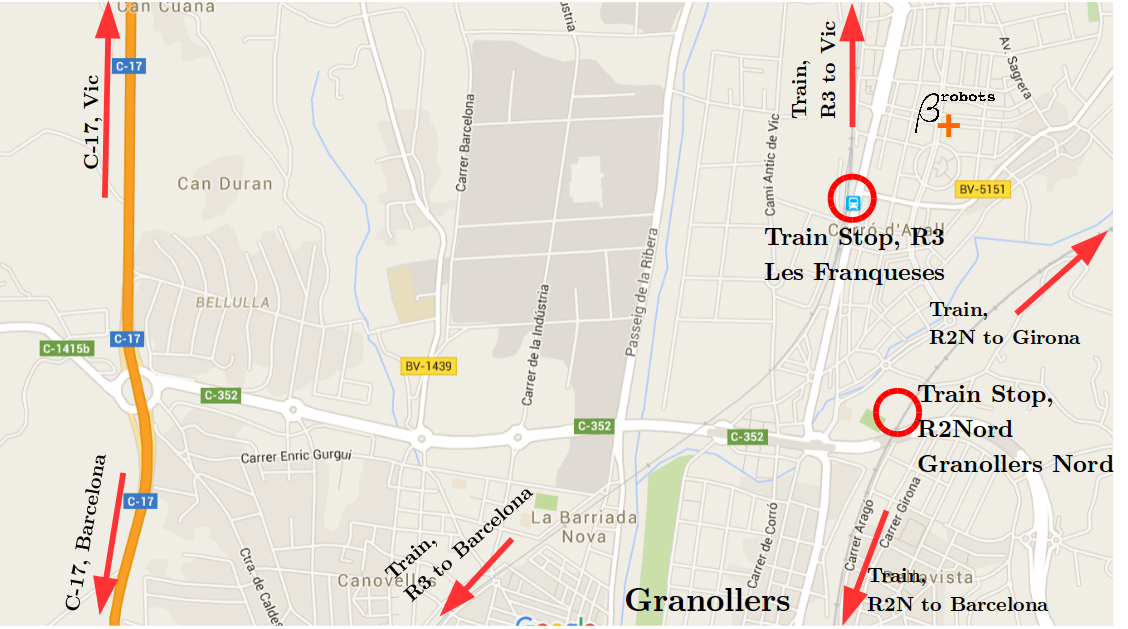 Can Cuana
ústria
C-17
C-17, Vic
Train,
R3 to Vic
Av. Sagrera
βrobots
Carrer Barcelona
Camí Antic de Vic
Can Duran
BV-5151
Corró d'Avall
Train Stop, R3
Les Franqueses
Passeig de la Ribera
BELLULLA
Carrer de la Indústria
Train,
R2N to Girona
C-17
C-1415b
BV-1439
C-352
C-352
C-352
Train Stop,
R2Nord
Granollers Nord
Carrer Enric Gurgui
C-17
C-17, Barcelona
Carrer Girona
Carrer Aragó
Carrer de Corró
La Barriada
Nova
Train,
R3 to Barcelona
Ctra. de Caldes
Canovelles
Train,
Bellavista
R2N to Barcelona
Granollers
Google